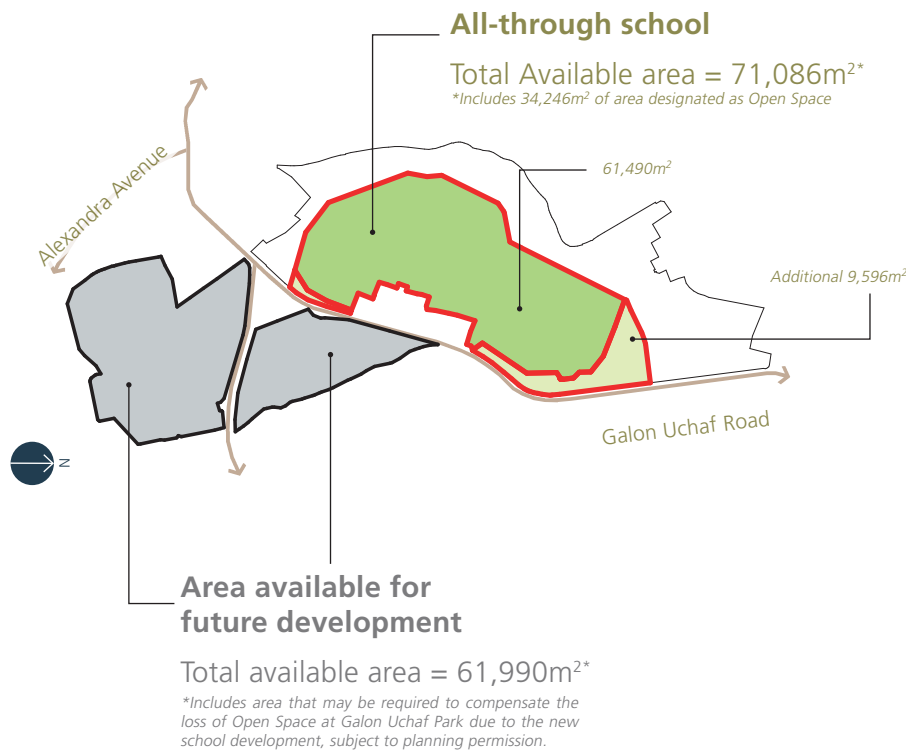 All-through school
Total Available area = 71,086m²*
*Includes 34,246m² of area designated as Open Space
61,490m²
Alexandra Avenue
Additional 9,596m²
Galon Uchaf Road
N
Area available for
future development
Total available area = 61,990m²*
*Includes area that may be required to compensate the
loss of Open Space at Galon Uchaf Park due to the new
school development, subject to planning permission.